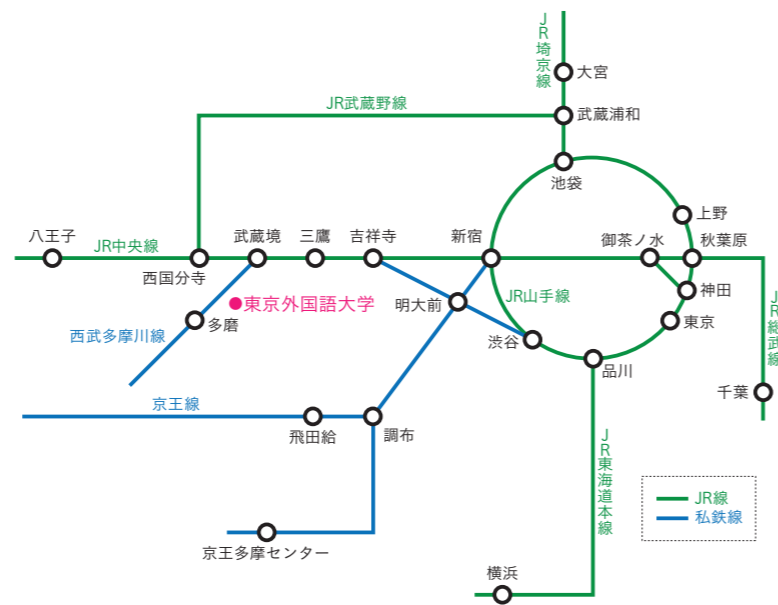 JR埼京線
大宮
JR武蔵野線
武蔵浦和
池袋
上野
八王子
JR中央線
武蔵境
三鷹
吉祥寺
新宿
御茶ノ水
秋葉原
西国分寺
JR山手線
神田
東京外国語大学
明大前
多磨
西武多摩川線
渋谷
東京
JR総武線
品川
千葉
京王線
飛田給
調布
JR東海道本線
JR線
私鉄線
京王多摩センター
横浜